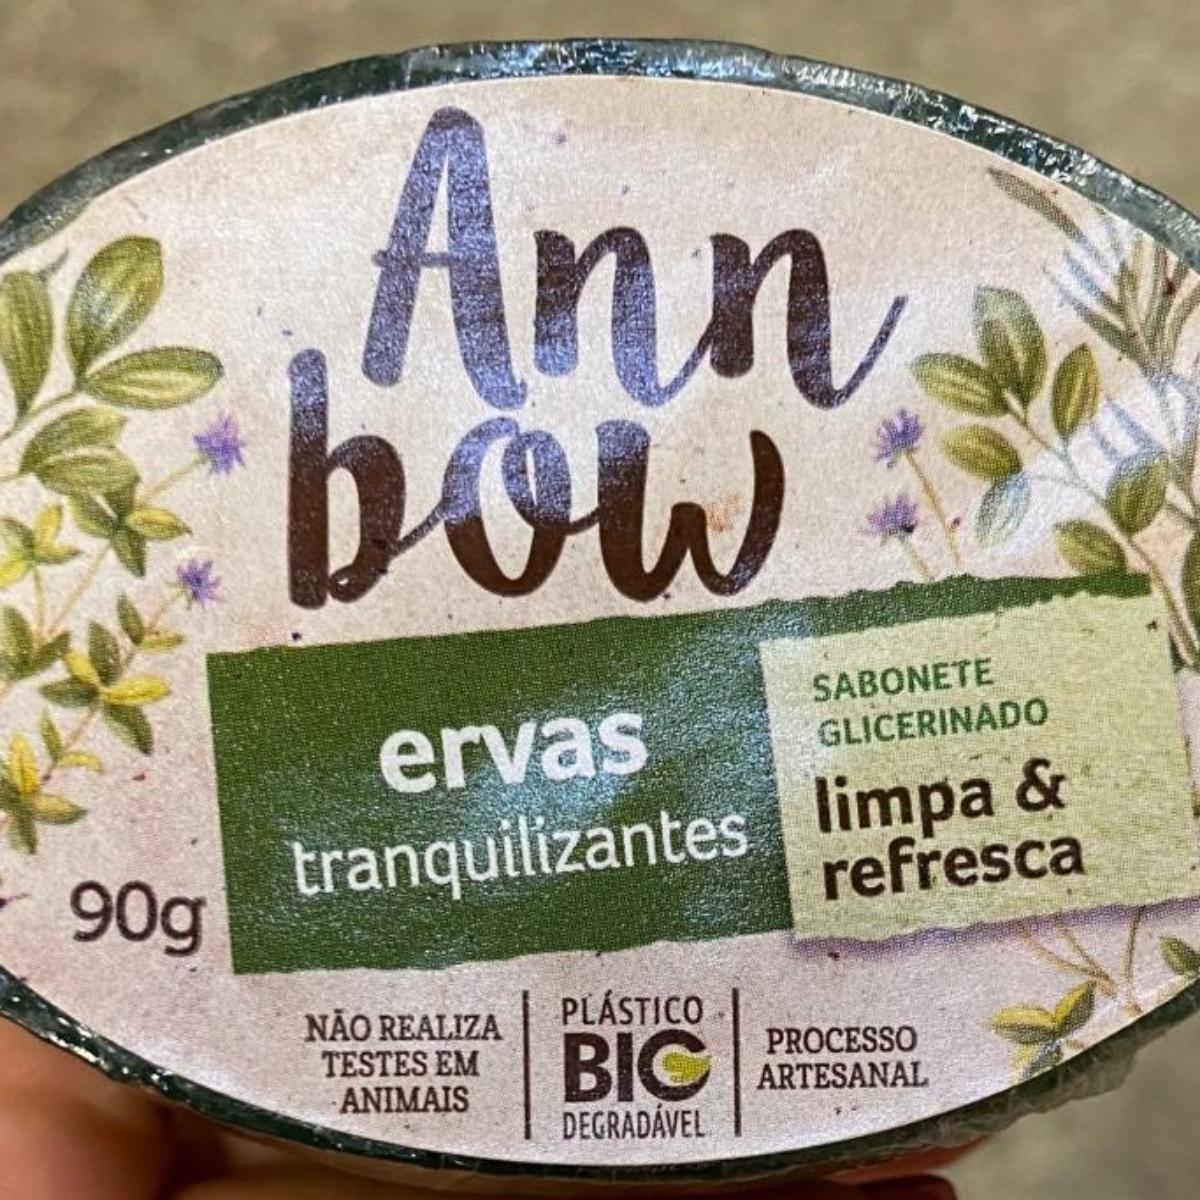 Ann
bow
ervas
tranquilizantes
SABONETE
GLICERINADO
limpa &
refresca
90g
NÃO REALIZA
TESTES EM
ANIMAIS
PLÁSTICO
BIO
DEGRADÁVEL
PROCESSO
ARTESANAL